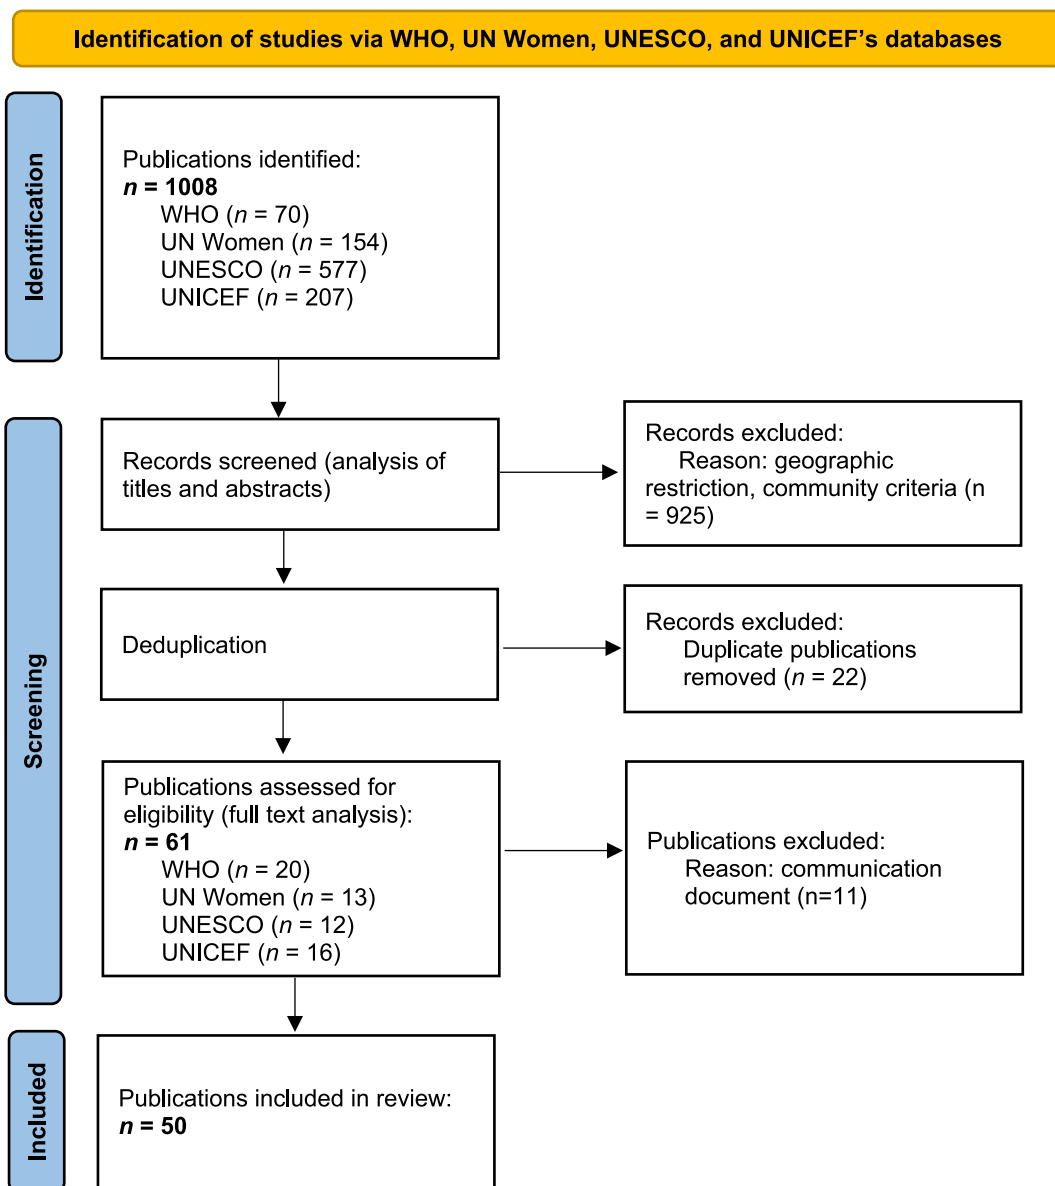 Identification of studies via WHO, UN Women, UNESCO, and UNICEF's databases
Identification
Publications identified:
n = 1008
WHO (n = 70)
UN Women (n = 154)
UNESCO (n = 577)
UNICEF (n = 207)
Screening
Records screened (analysis of
titles and abstracts)
Records excluded:
Reason: geographic
restriction, community criteria (n
= 925)
Deduplication
Records excluded:
Duplicate publications
removed (n = 22)
Publications assessed for
eligibility (full text analysis):
n = 61
WHO (n = 20)
UN Women (n = 13)
UNESCO (n = 12)
UNICEF (n = 16)
Publications excluded:
Reason: communication
document (n=11)
Included
Publications included in review:
n = 50